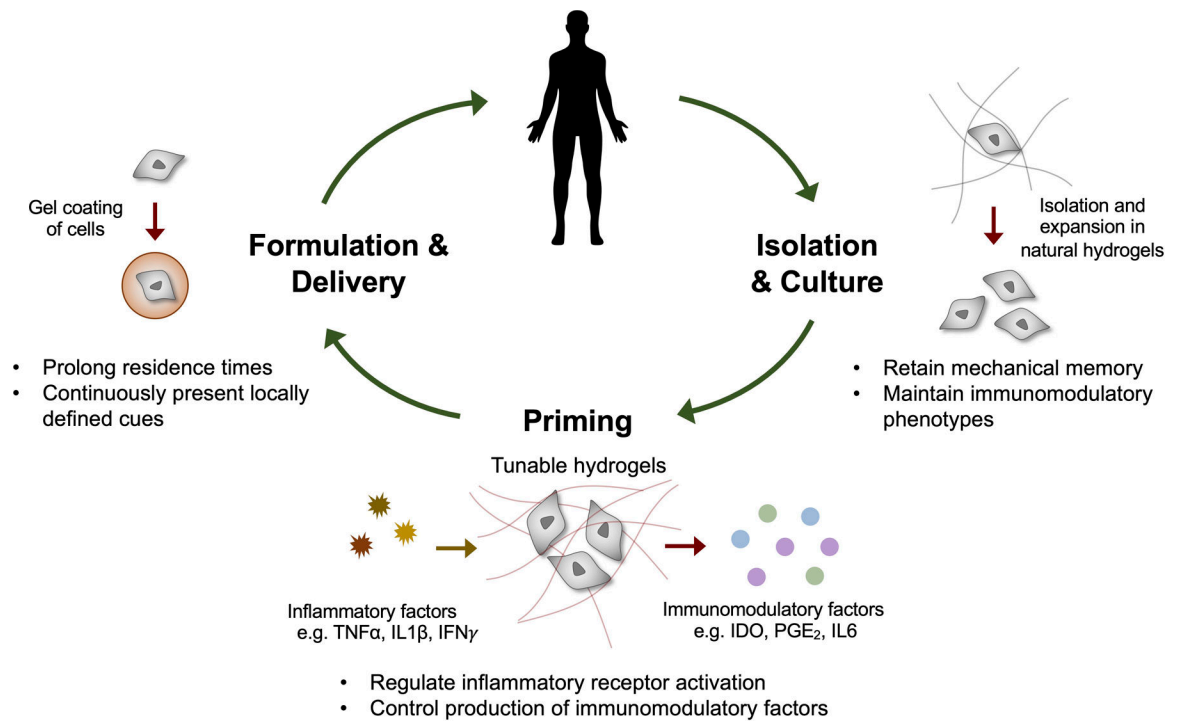 Gel coating
of cells
Formulation &
Delivery
• Prolong residence times
• Continuously present locally
defined cues
Isolation
& Culture
Isolation and
expansion in
natural hydrogels
• Retain mechanical memory
• Maintain immunomodulatory
phenotypes
Priming
Tunable hydrogels
Inflammatory factors
e.g. TNFα, IL1β, IFNγ
Immunomodulatory factors
e.g. IDO, PGE₂, IL6
• Regulate inflammatory receptor activation
• Control production of immunomodulatory factors